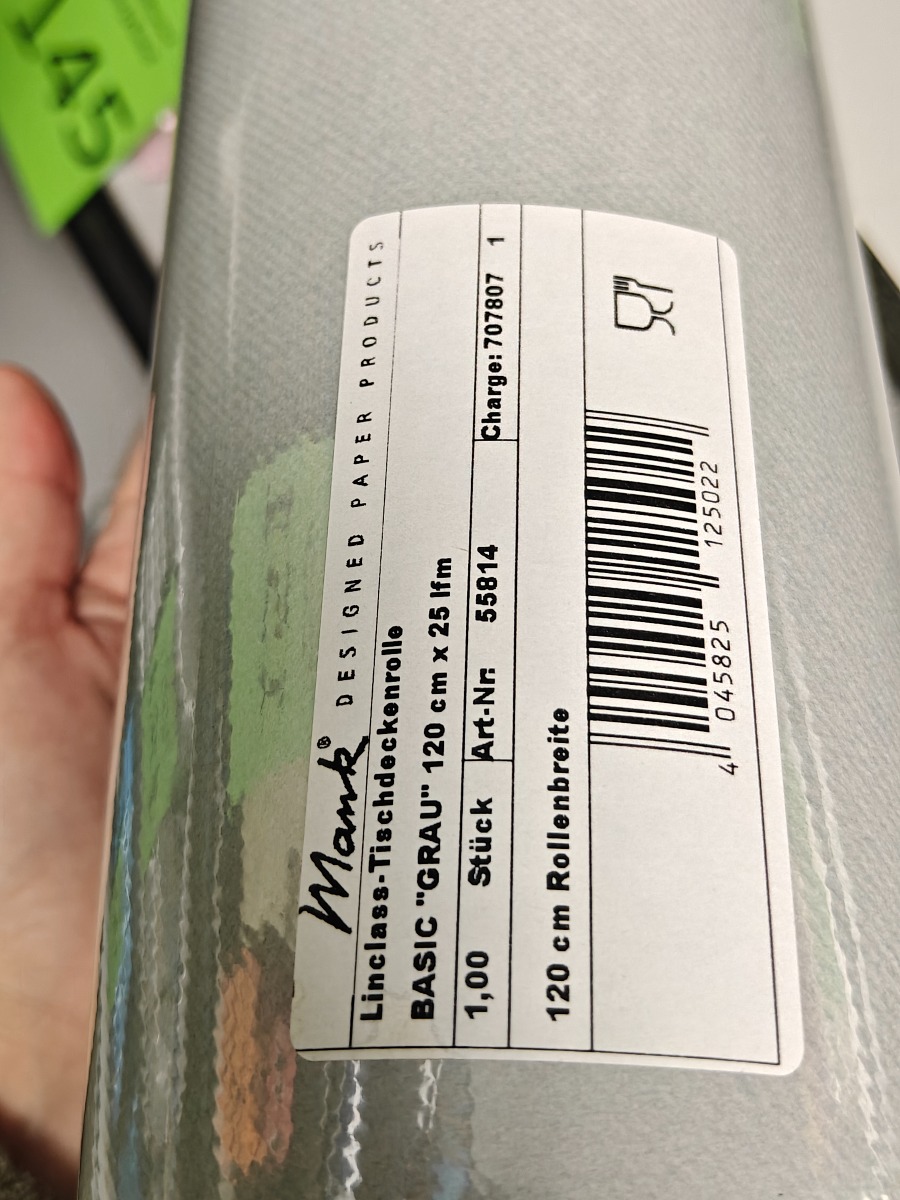 Mank® DESIGNED PAPER PRODUCTS
Linclass-Tischdeckenrolle
BASIC "GRAU" 120 cm x 25 lfm
1,00 Stück Art-Nr: 55814 Charge: 707807 1
120 cm Rollenbreite
4 045825 125022
145